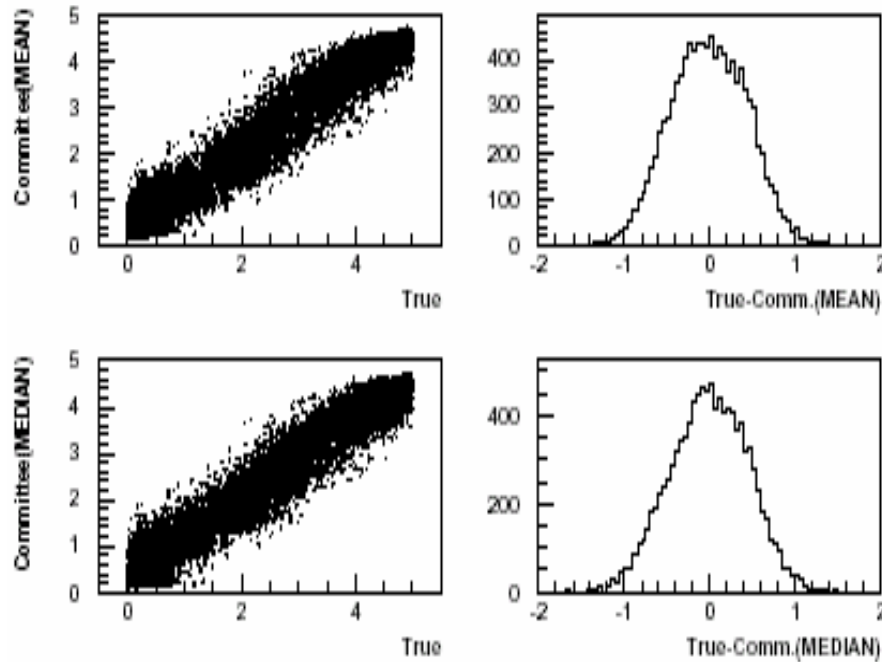 Committee(MEAN)
5
4
3
2
1
0
0 2 4
True
400
300
200
100
0
-2 -1 0 1 2
True-Comm.(MEAN)
Committee(MEDIAN)
5
4
3
2
1
0
0 2 4
True
400
200
0
-2 -1 0 1 2
True-Comm.(MEDIAN)